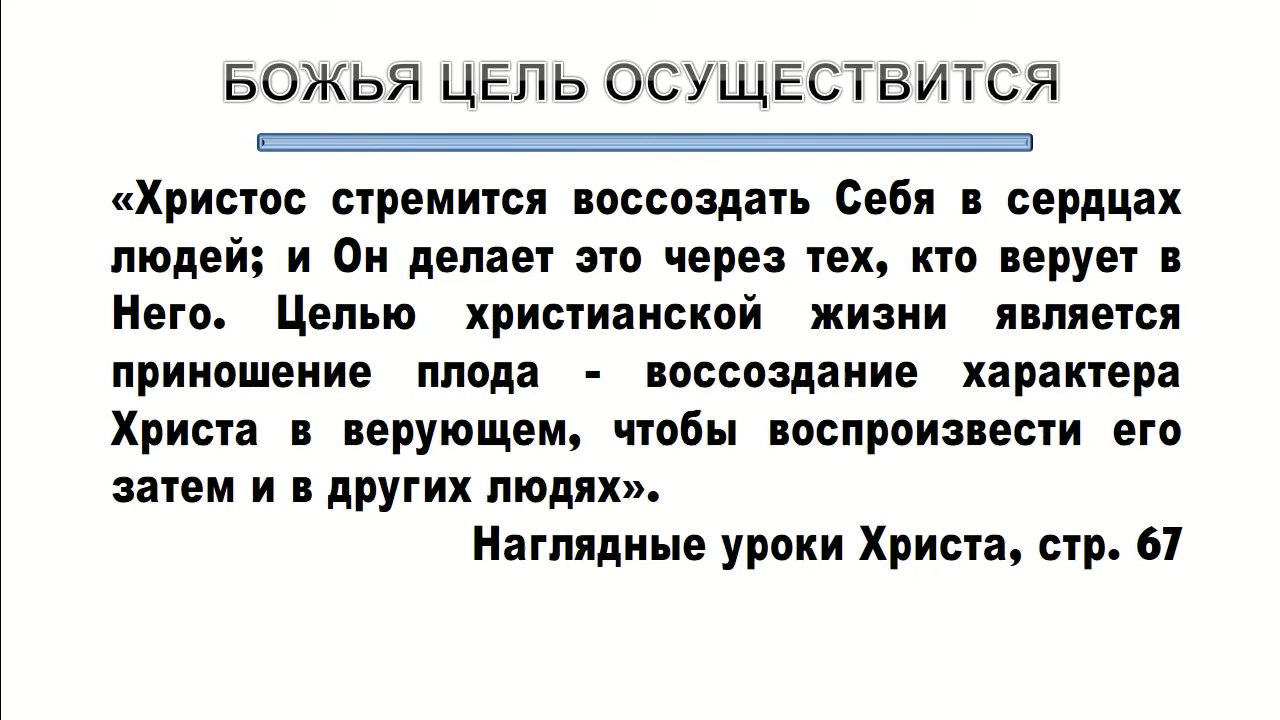 БОЖЬЯ ЦЕЛЬ ОСУЩЕСТВИТСЯ
«Христос стремится воссоздать Себя в сердцах
людей; и Он делает это через тех, кто верует в
Него. Целью христианской жизни является
приношение плода - воссоздание характера
Христа в верующем, чтобы воспроизвести его
затем и в других людях».
Наглядные уроки Христа, стр. 67